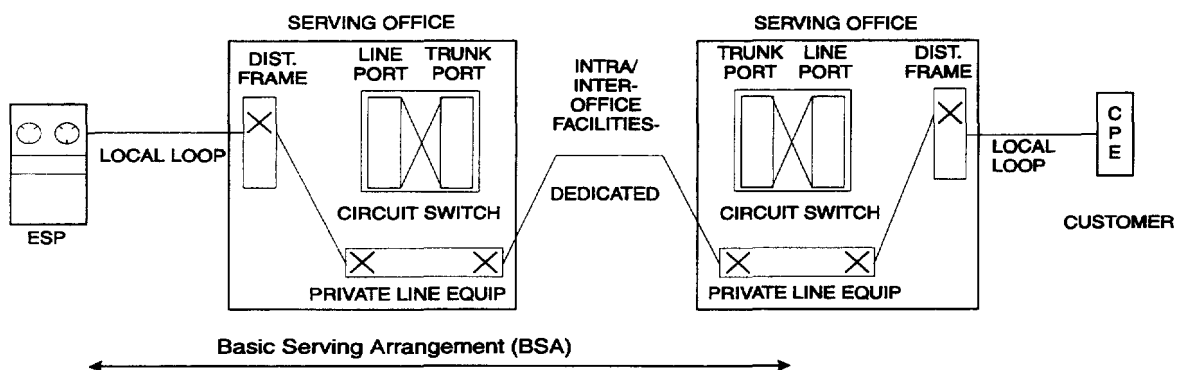 SERVING OFFICE
DIST.
FRAME
LINE
PORT
TRUNK
PORT
LOCAL LOOP
ESP
CIRCUIT SWITCH
PRIVATE LINE EQUIP
INTRA/
INTER-
OFFICE
FACILITIES-
DEDICATED
SERVING OFFICE
TRUNK
PORT
LINE
PORT
DIST.
FRAME
CIRCUIT SWITCH
PRIVATE LINE EQUIP
LOCAL
LOOP
C
P
E
CUSTOMER
Basic Serving Arrangement (BSA)